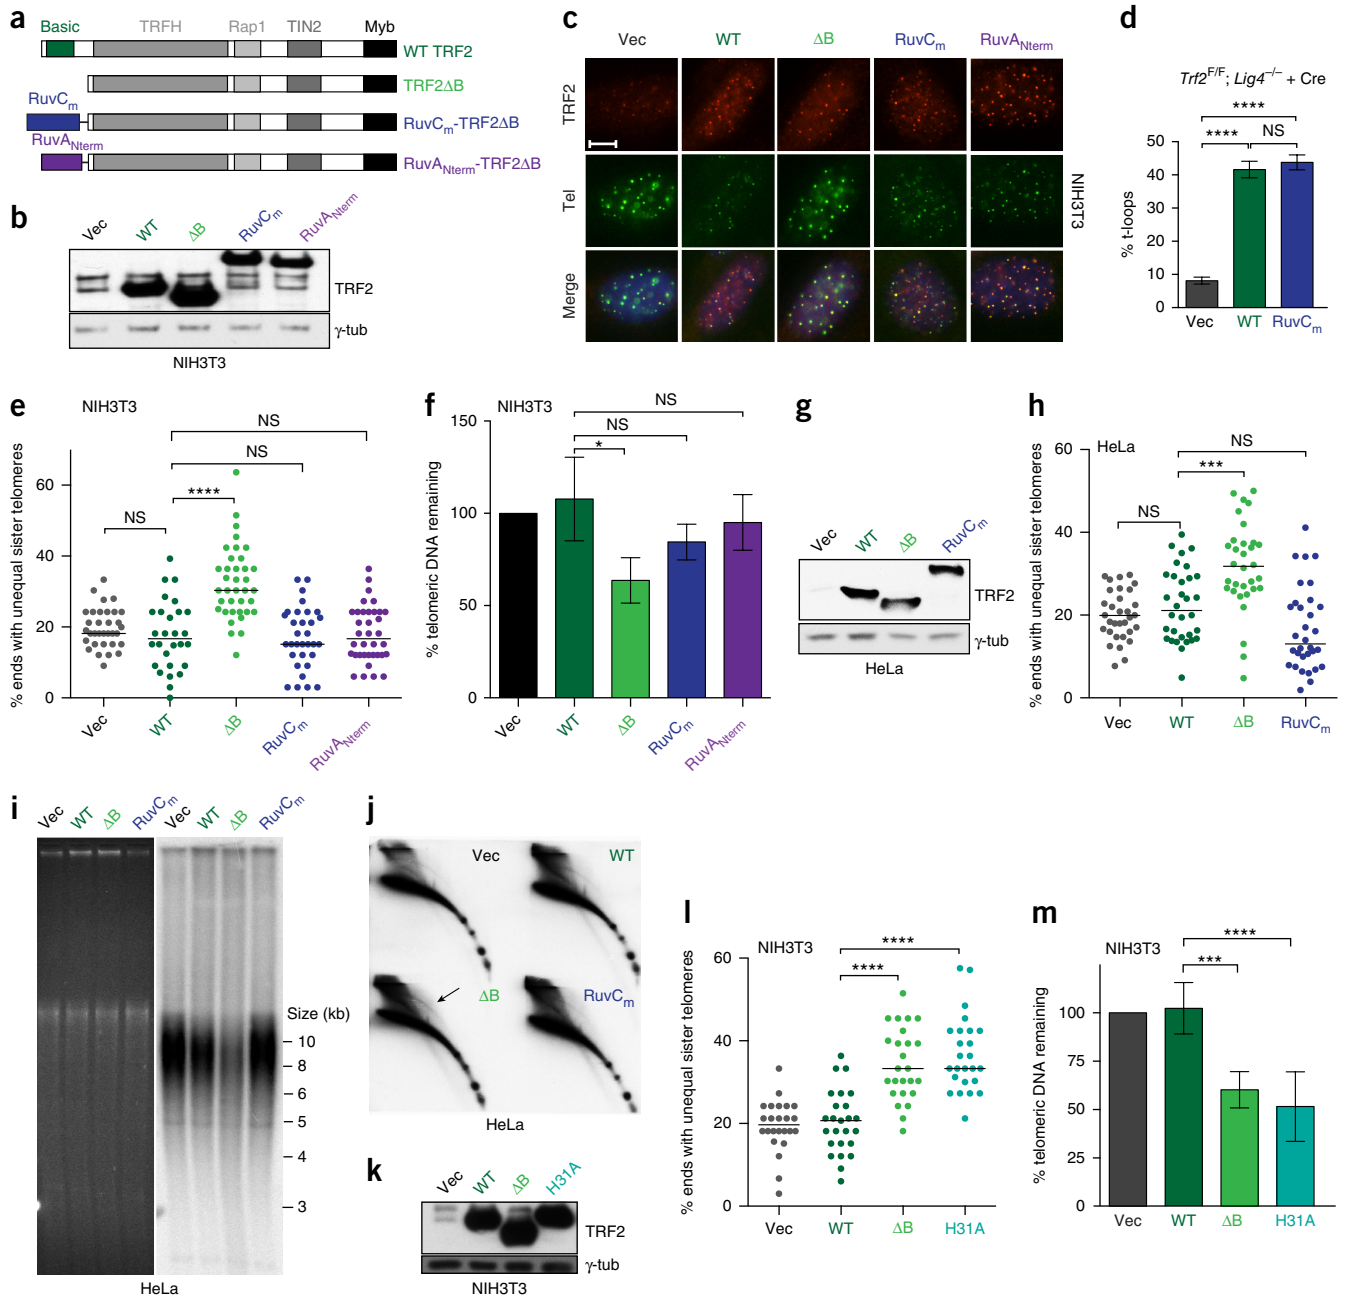 a
Basic TRFH Rap1 TIN2 Myb
WT TRF2
TRF2ΔB
RuvCm
RuvCm-TRF2ΔB
RuvANterm
RuvANterm-TRF2ΔB
b
Vec WT ΔB RuvCm RuvANterm
TRF2
γ-tub
NIH3T3
c
Vec WT ΔB RuvCm RuvANterm
TRF2
Tel
Merge
NIH3T3
d
Trf2F/F; Lig4–/– + Cre
****
**** NS
% t-loops
50
40
30
20
10
0
Vec WT RuvCm
e
NIH3T3
NS
NS
****
NS
% ends with unequal sister telomeres
60
40
20
0
Vec WT ΔB RuvCm RuvANterm
f
NIH3T3
NS
NS
*
% telomeric DNA remaining
150
100
50
0
Vec WT ΔB RuvCm RuvANterm
g
Vec WT ΔB RuvCm
TRF2
γ-tub
HeLa
h
HeLa
NS
***
NS
% ends with unequal sister telomeres
60
40
20
0
Vec WT ΔB RuvCm
i
Vec WT ΔB RuvCm Vec WT ΔB RuvCm
Size (kb)
10
8
6
5
4
3
HeLa
j
Vec WT
ΔB RuvCm
HeLa
k
Vec WT ΔB H31A
TRF2
γ-tub
NIH3T3
l
NIH3T3
****
****
% ends with unequal sister telomeres
60
40
20
0
Vec WT ΔB H31A
m
NIH3T3
****
***
% telomeric DNA remaining
100
75
50
25
0
Vec WT ΔB H31A